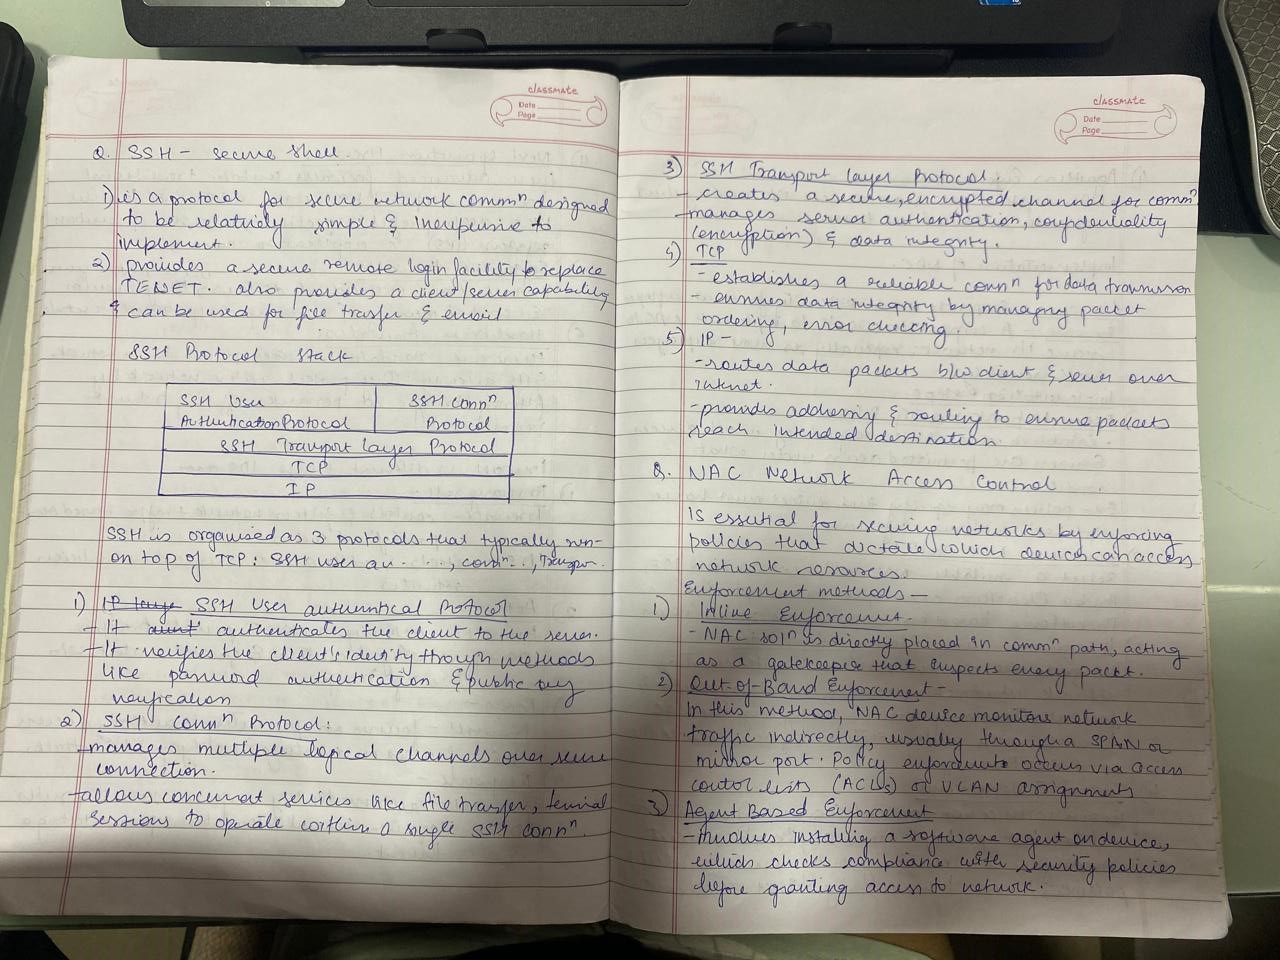 classmate
Date
Page
Q. SSH - secure shell.
1) is a protocol for secure network commⁿ designed
to be relatively simple & inexpensive to
implement.
2) provides a secure remote login facility to replace
TENET. also provides a client/server capability
& can be used for file trasfer & email
SSH Protocol stack
SSH User
Authentication Protocol
SSH connⁿ
Protocol
SSH Transport layer Protocol
TCP
IP
SSH is organised as 3 protocols that typically run
on top of TCP: SSH user au...., connⁿ.., Transpor.
1) SSH User authentical Protocol
- It authenticates the client to the server.
- It verifies the client's identity through methods
like password authentication & public key
verification
2) SSH Connⁿ Protocol:
- manages multiple logical channels over secure
connection.
- allows concurrent services like file trasfer, terminal
sessions to operate within a single SSH connⁿ.
classmate
Date
Page
3) SSH Transport layer Protocol:
- creates a secure, encrypted channel for commⁿ
- manages server authentication, confidentiality
(encryption) & data integrity.
4) TCP
- establishes a reliable connⁿ for data transmission
- ensures data integrity by managing packet
ordering, error checking.
5) IP -
- routes data packets b/w client & server over
internet.
- provides addressing & routing to ensure packets
reach intended destination
Q. NAC Network Access Control
is essential for securing networks by enforcing
policies that dictate which devices can access
network resources.
Enforcement methods —
1) Inline Enforcement.
- NAC solⁿ is directly placed in commⁿ path, acting
as a gatekeeper that inspects every packt.
2) Out-of-Band Enforcement -
In this method, NAC device monitors network
traffic indirectly, usually through a SPAN or
mirror port. Policy enforcement occurs via access
control lists (ACLs) or VLAN assignments
3) Agent Based Enforcement
- Involves installing a software agent on device,
which checks compliance with security policies
before granting access to network.